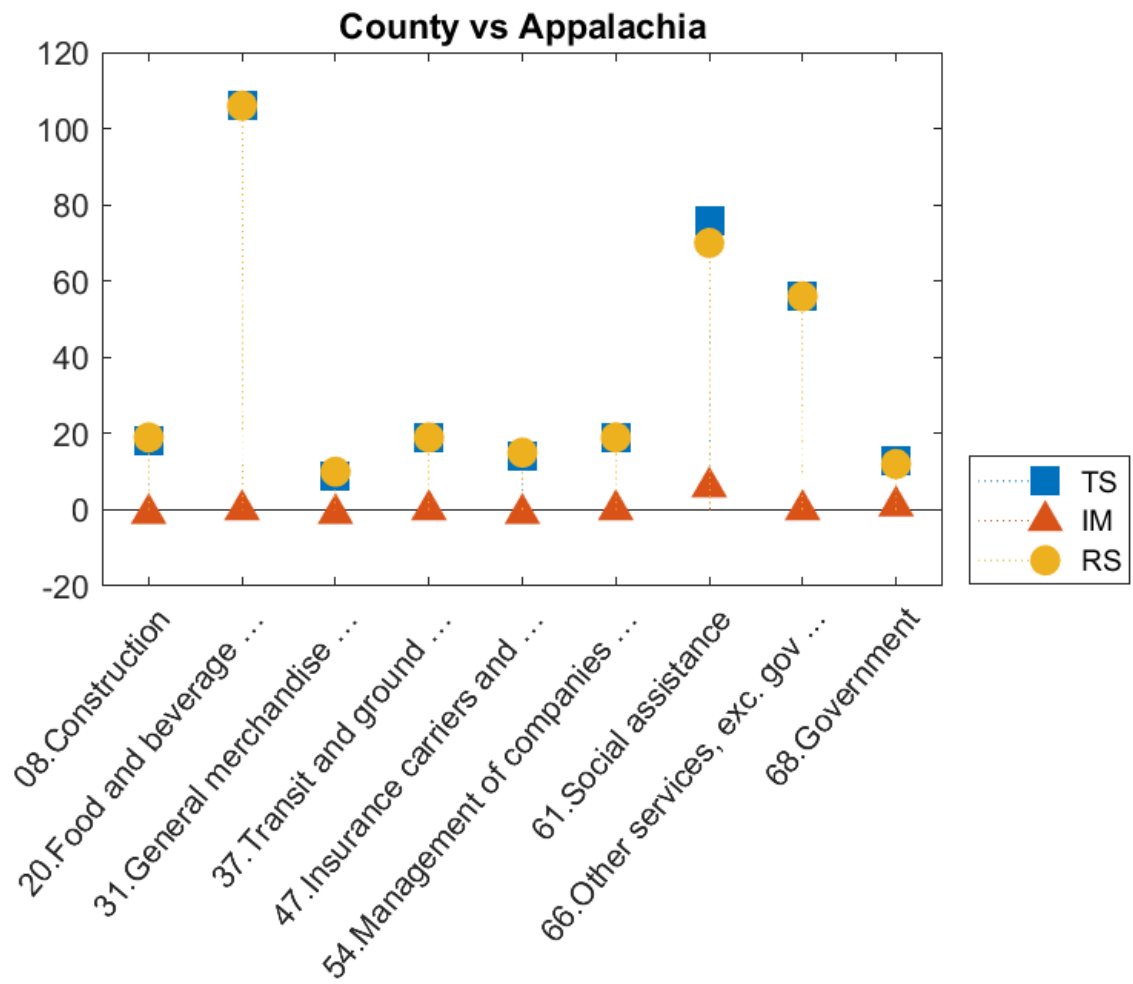 County vs Appalachia
120
100
80
60
40
20
0
-20
08.Construction
20.Food and beverage ...
31.General merchandise ...
37.Transit and ground ...
47.Insurance carriers and ...
54.Management of companies ...
61.Social assistance
66.Other services, exc. gov ...
68.Government
TS
IM
RS